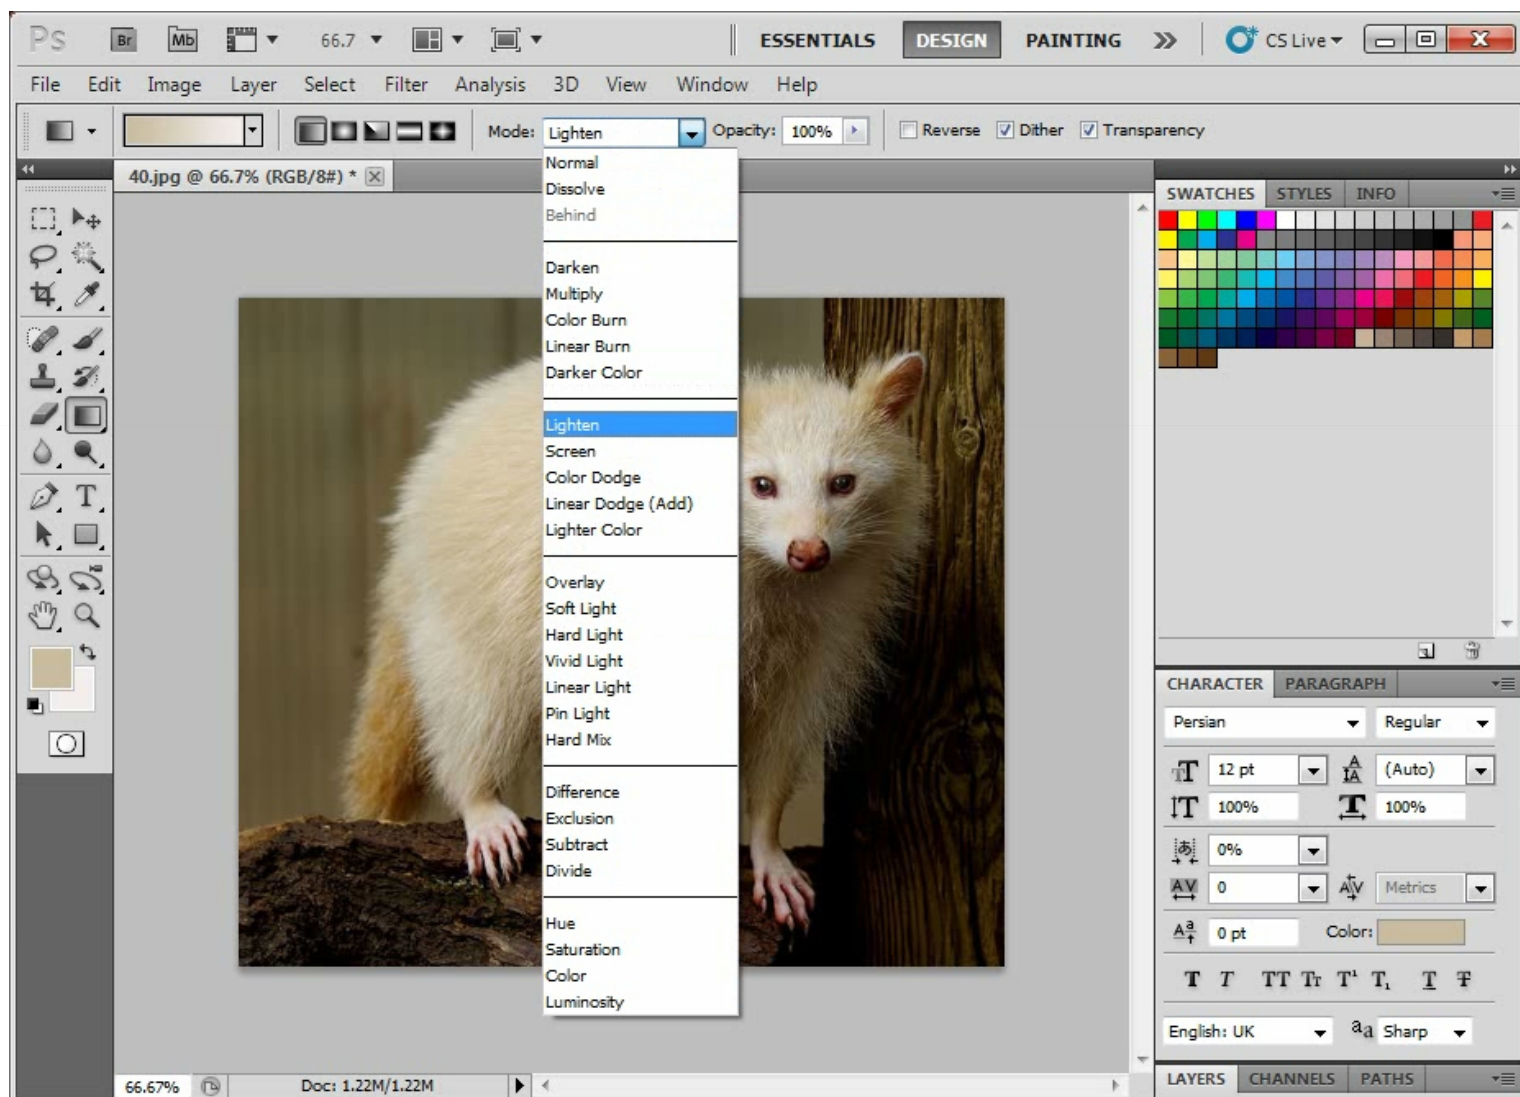 Ps Br Mb 66.7 ESSENTIALS DESIGN PAINTING CS Live
File Edit Image Layer Select Filter Analysis 3D View Window Help
Mode: Lighten Opacity: 100% Reverse Dither Transparency
40.jpg @ 66.7% (RGB/8#) *
Normal
Dissolve
Behind
Darken
Multiply
Color Burn
Linear Burn
Darker Color
Lighten
Screen
Color Dodge
Linear Dodge (Add)
Lighter Color
Overlay
Soft Light
Hard Light
Vivid Light
Linear Light
Pin Light
Hard Mix
Difference
Exclusion
Subtract
Divide
Hue
Saturation
Color
Luminosity
SWATCHES STYLES INFO
CHARACTER PARAGRAPH
Persian Regular
12 pt (Auto)
100% 100%
0%
0 Metrics
0 pt Color:
T T TT Tr T¹ T₁ T T
English: UK aa Sharp
LAYERS CHANNELS PATHS
66.67% Doc: 1.22M/1.22M